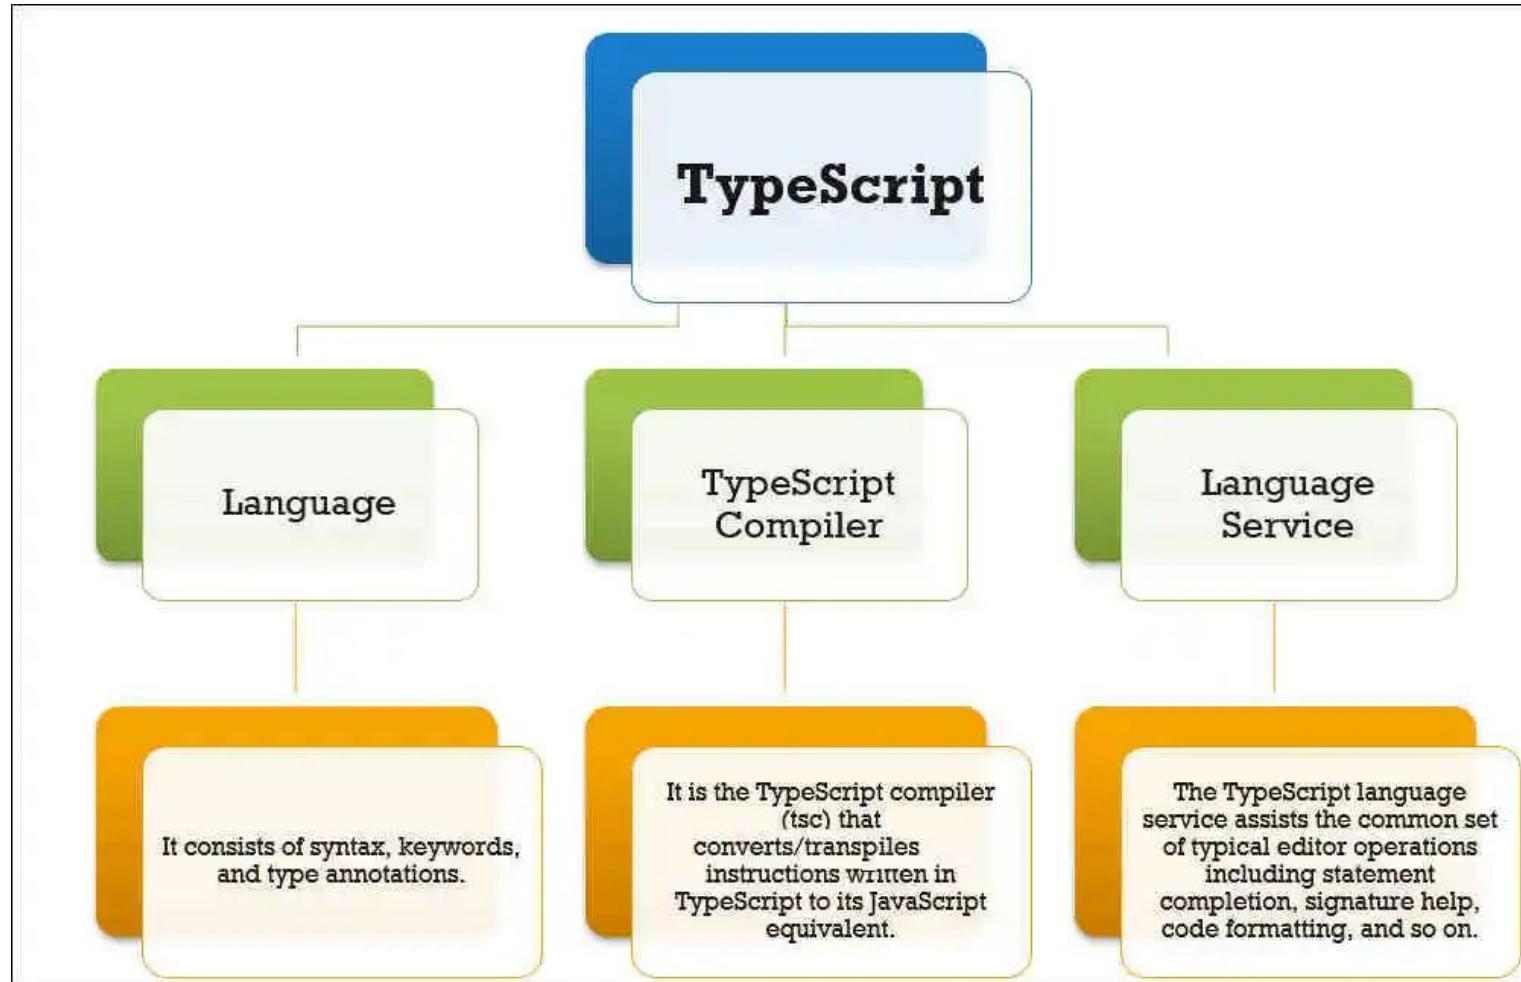 TypeScript
Language
TypeScript
Compiler
Language
Service
It consists of syntax, keywords,
and type annotations.
It is the TypeScript compiler
(tsc) that
converts/transpiles
instructions written in
TypeScript to its JavaScript
equivalent.
The TypeScript language
service assists the common set
of typical editor operations
including statement
completion, signature help,
code formatting, and so on.